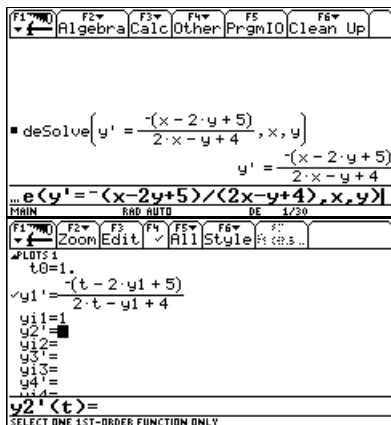 F1 F2 F3 F4 F5 F6
Algebra Calc Other PrgmIO Clean Up
▪ deSolve(y' = -(x - 2·y + 5) / (2·x - y + 4), x, y)
y' = -(x - 2·y + 5) / (2·x - y + 4)
…e(y'=-(x-2y+5)/(2x-y+4),x,y)
MAIN RAD AUTO DE 1/30
F1 F2 F3 F4 F5 F6
Zoom Edit ✓ All Style
PLOTS 1
t0=1.
✓y1'= -(t - 2·y1 + 5) / (2·t - y1 + 4)
yi1=1
y2'=
yi2=
y3'=
yi3=
y4'=
yi4=
y2'(t)=
SELECT ONE 1ST-ORDER FUNCTION ONLY